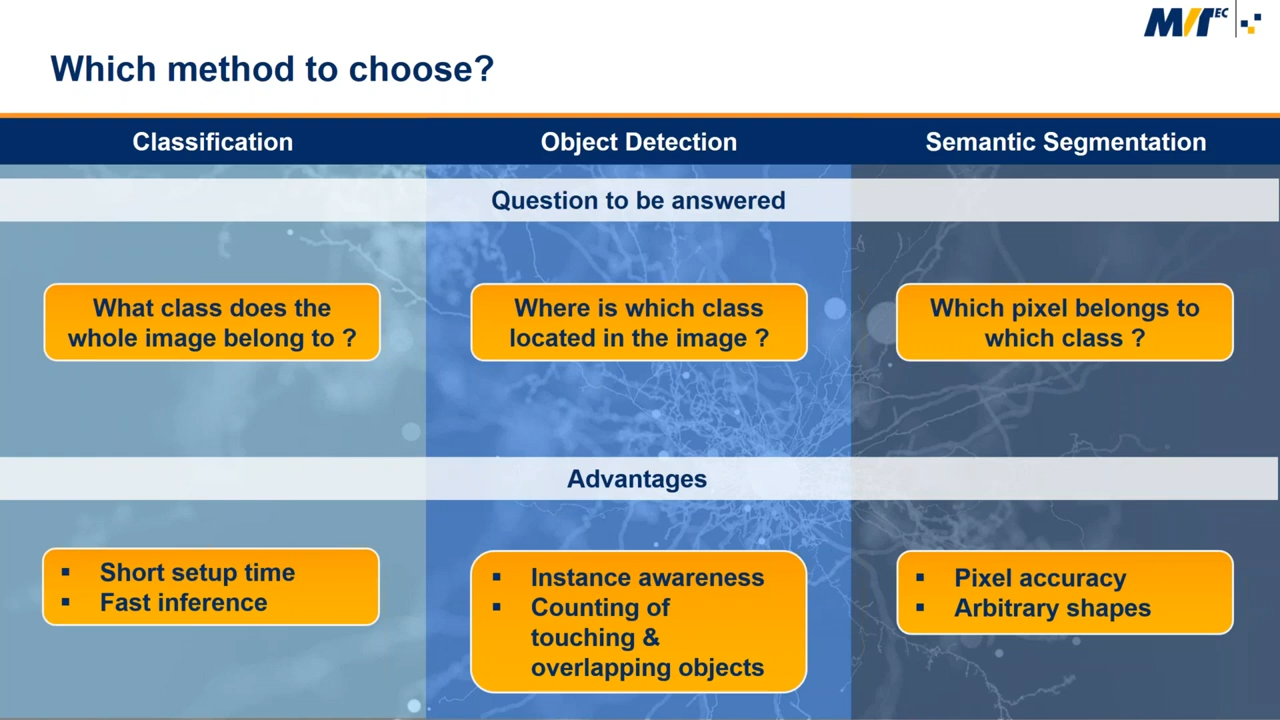 MVTEC
Which method to choose?
Classification
Object Detection
Semantic Segmentation
Question to be answered
What class does the
whole image belong to ?
Where is which class
located in the image ?
Which pixel belongs to
which class ?
Advantages
▪ Short setup time
▪ Fast inference
▪ Instance awareness
▪ Counting of
touching &
overlapping objects
▪ Pixel accuracy
▪ Arbitrary shapes